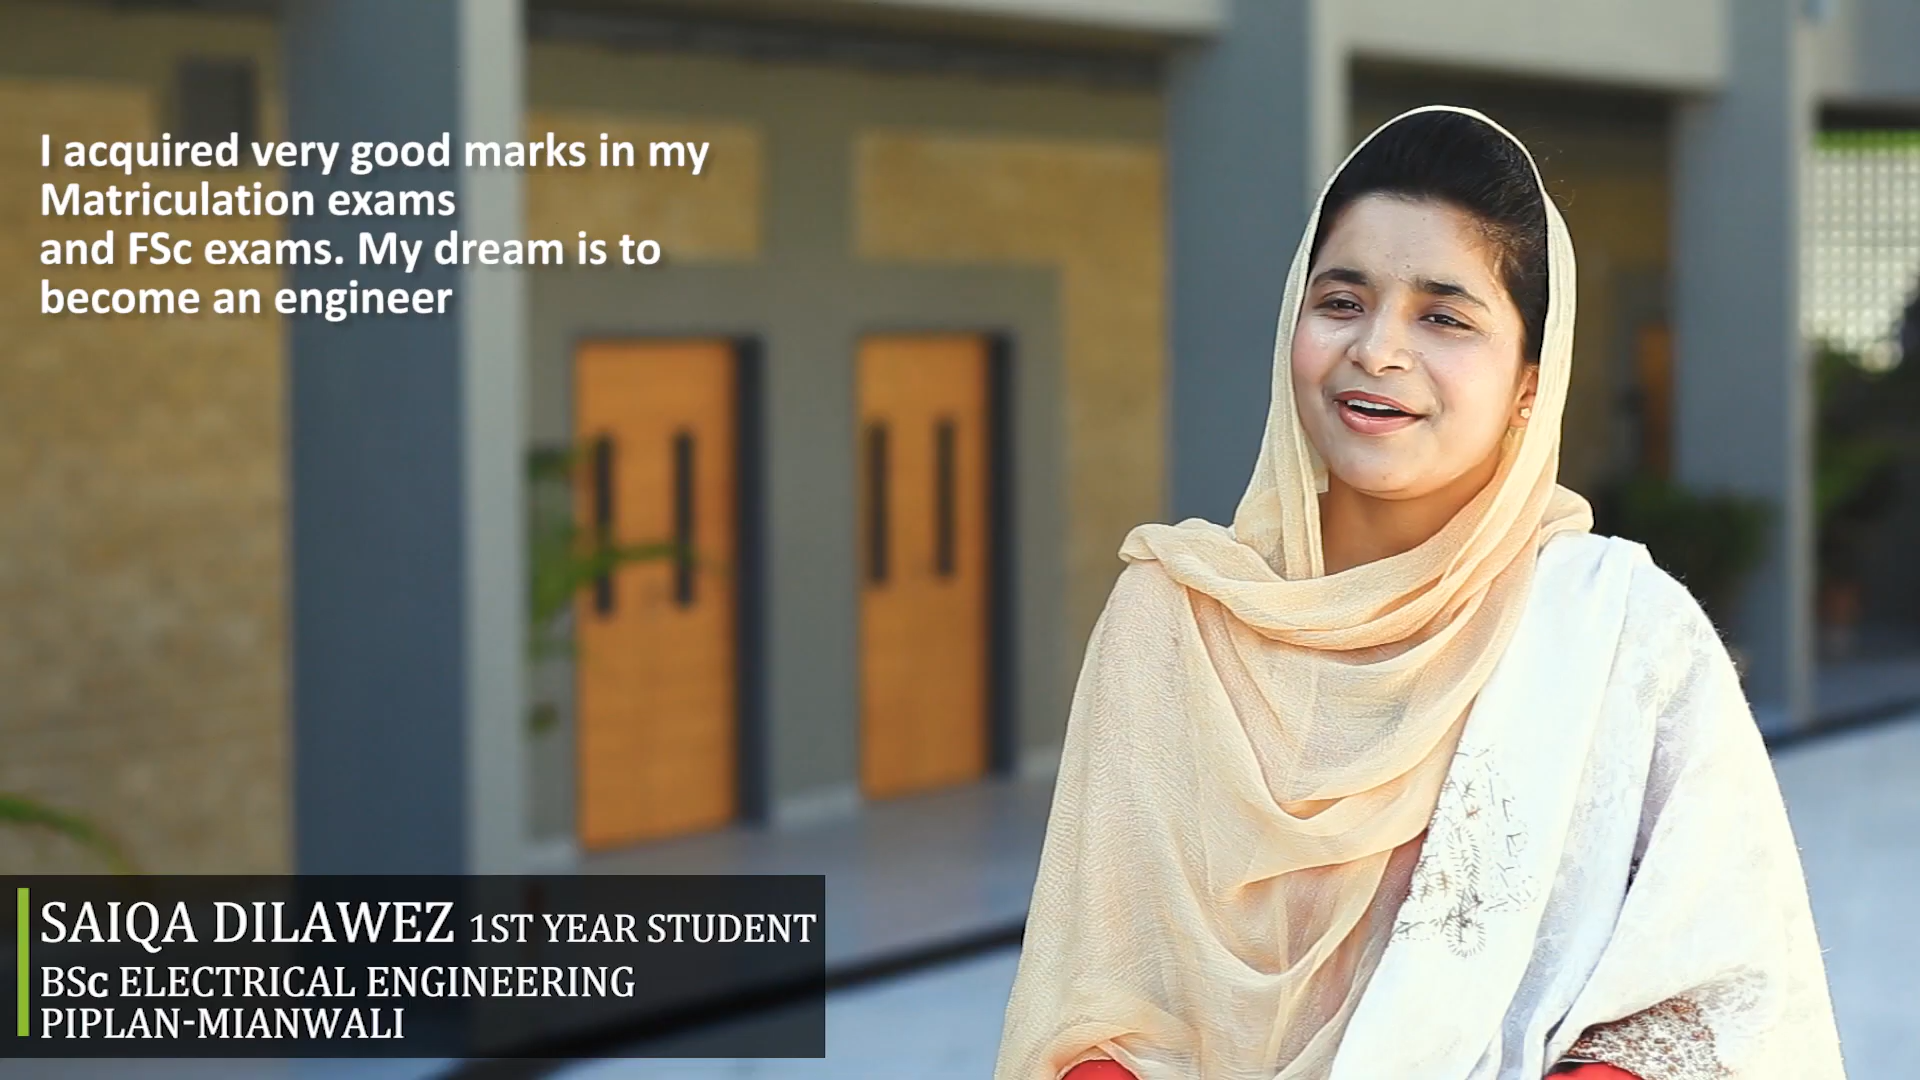 I acquired very good marks in my
Matriculation exams
and FSc exams. My dream is to
become an engineer
SAIQA DILAWEZ 1ST YEAR STUDENT
BSc ELECTRICAL ENGINEERING
PIPLAN-MIANWALI